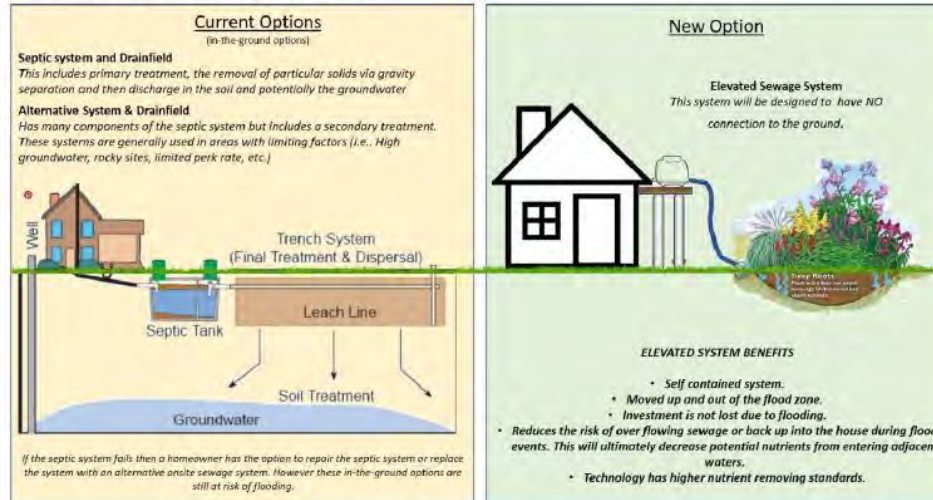 Current Options
(in-the-ground options)
Septic system and Drainfield
This includes primary treatment, the removal of particular solids via gravity
separation and then discharge in the soil and potentially the groundwater
Alternative System & Drainfield
Has many components of the septic system but includes a secondary treatment.
These systems are generally used in areas with limiting factors (i.e.. High
groundwater, rocky sites, limited perk rate, etc.)
Well
Trench System
(Final Treatment & Dispersal)
Septic Tank
Leach Line
Soil Treatment
Groundwater
If the septic system fails then a homeowner has the option to repair the septic system or replace
the system with an alternative onsite sewage system. However these in-the-ground options are
still at risk of flooding.
New Option
Elevated Sewage System
This system will be designed to have NO
connection to the ground.
Deep Roots
ELEVATED SYSTEM BENEFITS
• Self contained system.
• Moved up and out of the flood zone.
• Investment is not lost due to flooding.
• Reduces the risk of over flowing sewage or back up into the house during flood
events. This will ultimately decrease potential nutrients from entering adjacen
waters.
• Technology has higher nutrient removing standards.